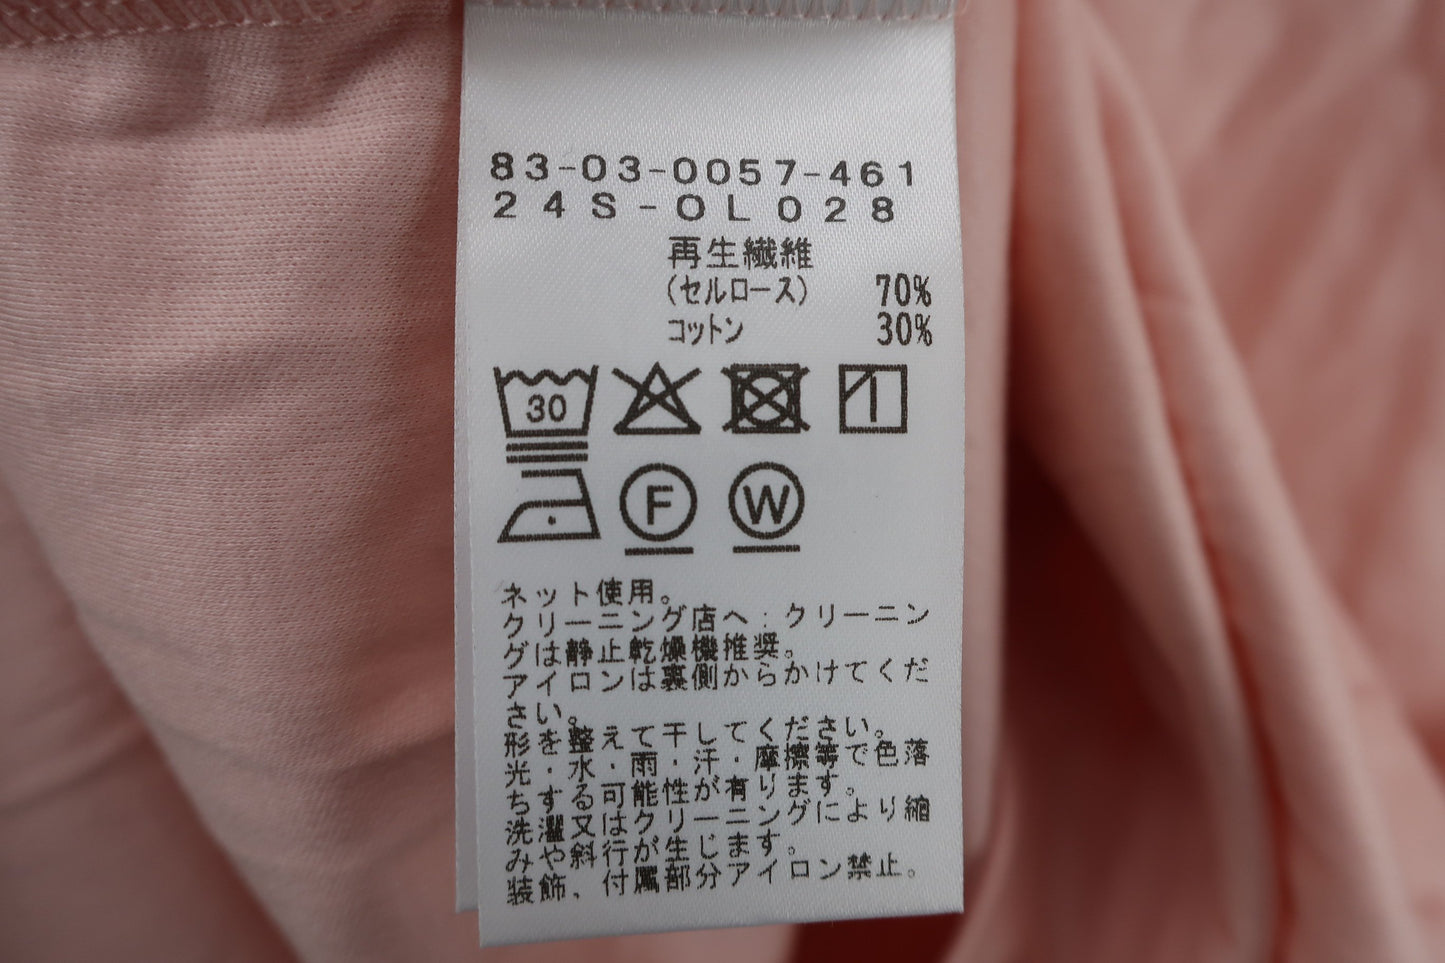 83-03-0057-461
24S-OL028
再生繊維
(セルロース) 70%
コットン 30%
30
F W
ネット使用。
クリーニング店へ:クリーニン
グは静止乾燥機推奨。
アイロンは裏側からかけてくだ
さい。
形を整えて干してください。
光・水・雨・汗・摩擦等で色落
ちする可能性が有ります。
洗濯又はクリーニングにより縮
みや斜行が生じます。
装飾、付属部分アイロン禁止。